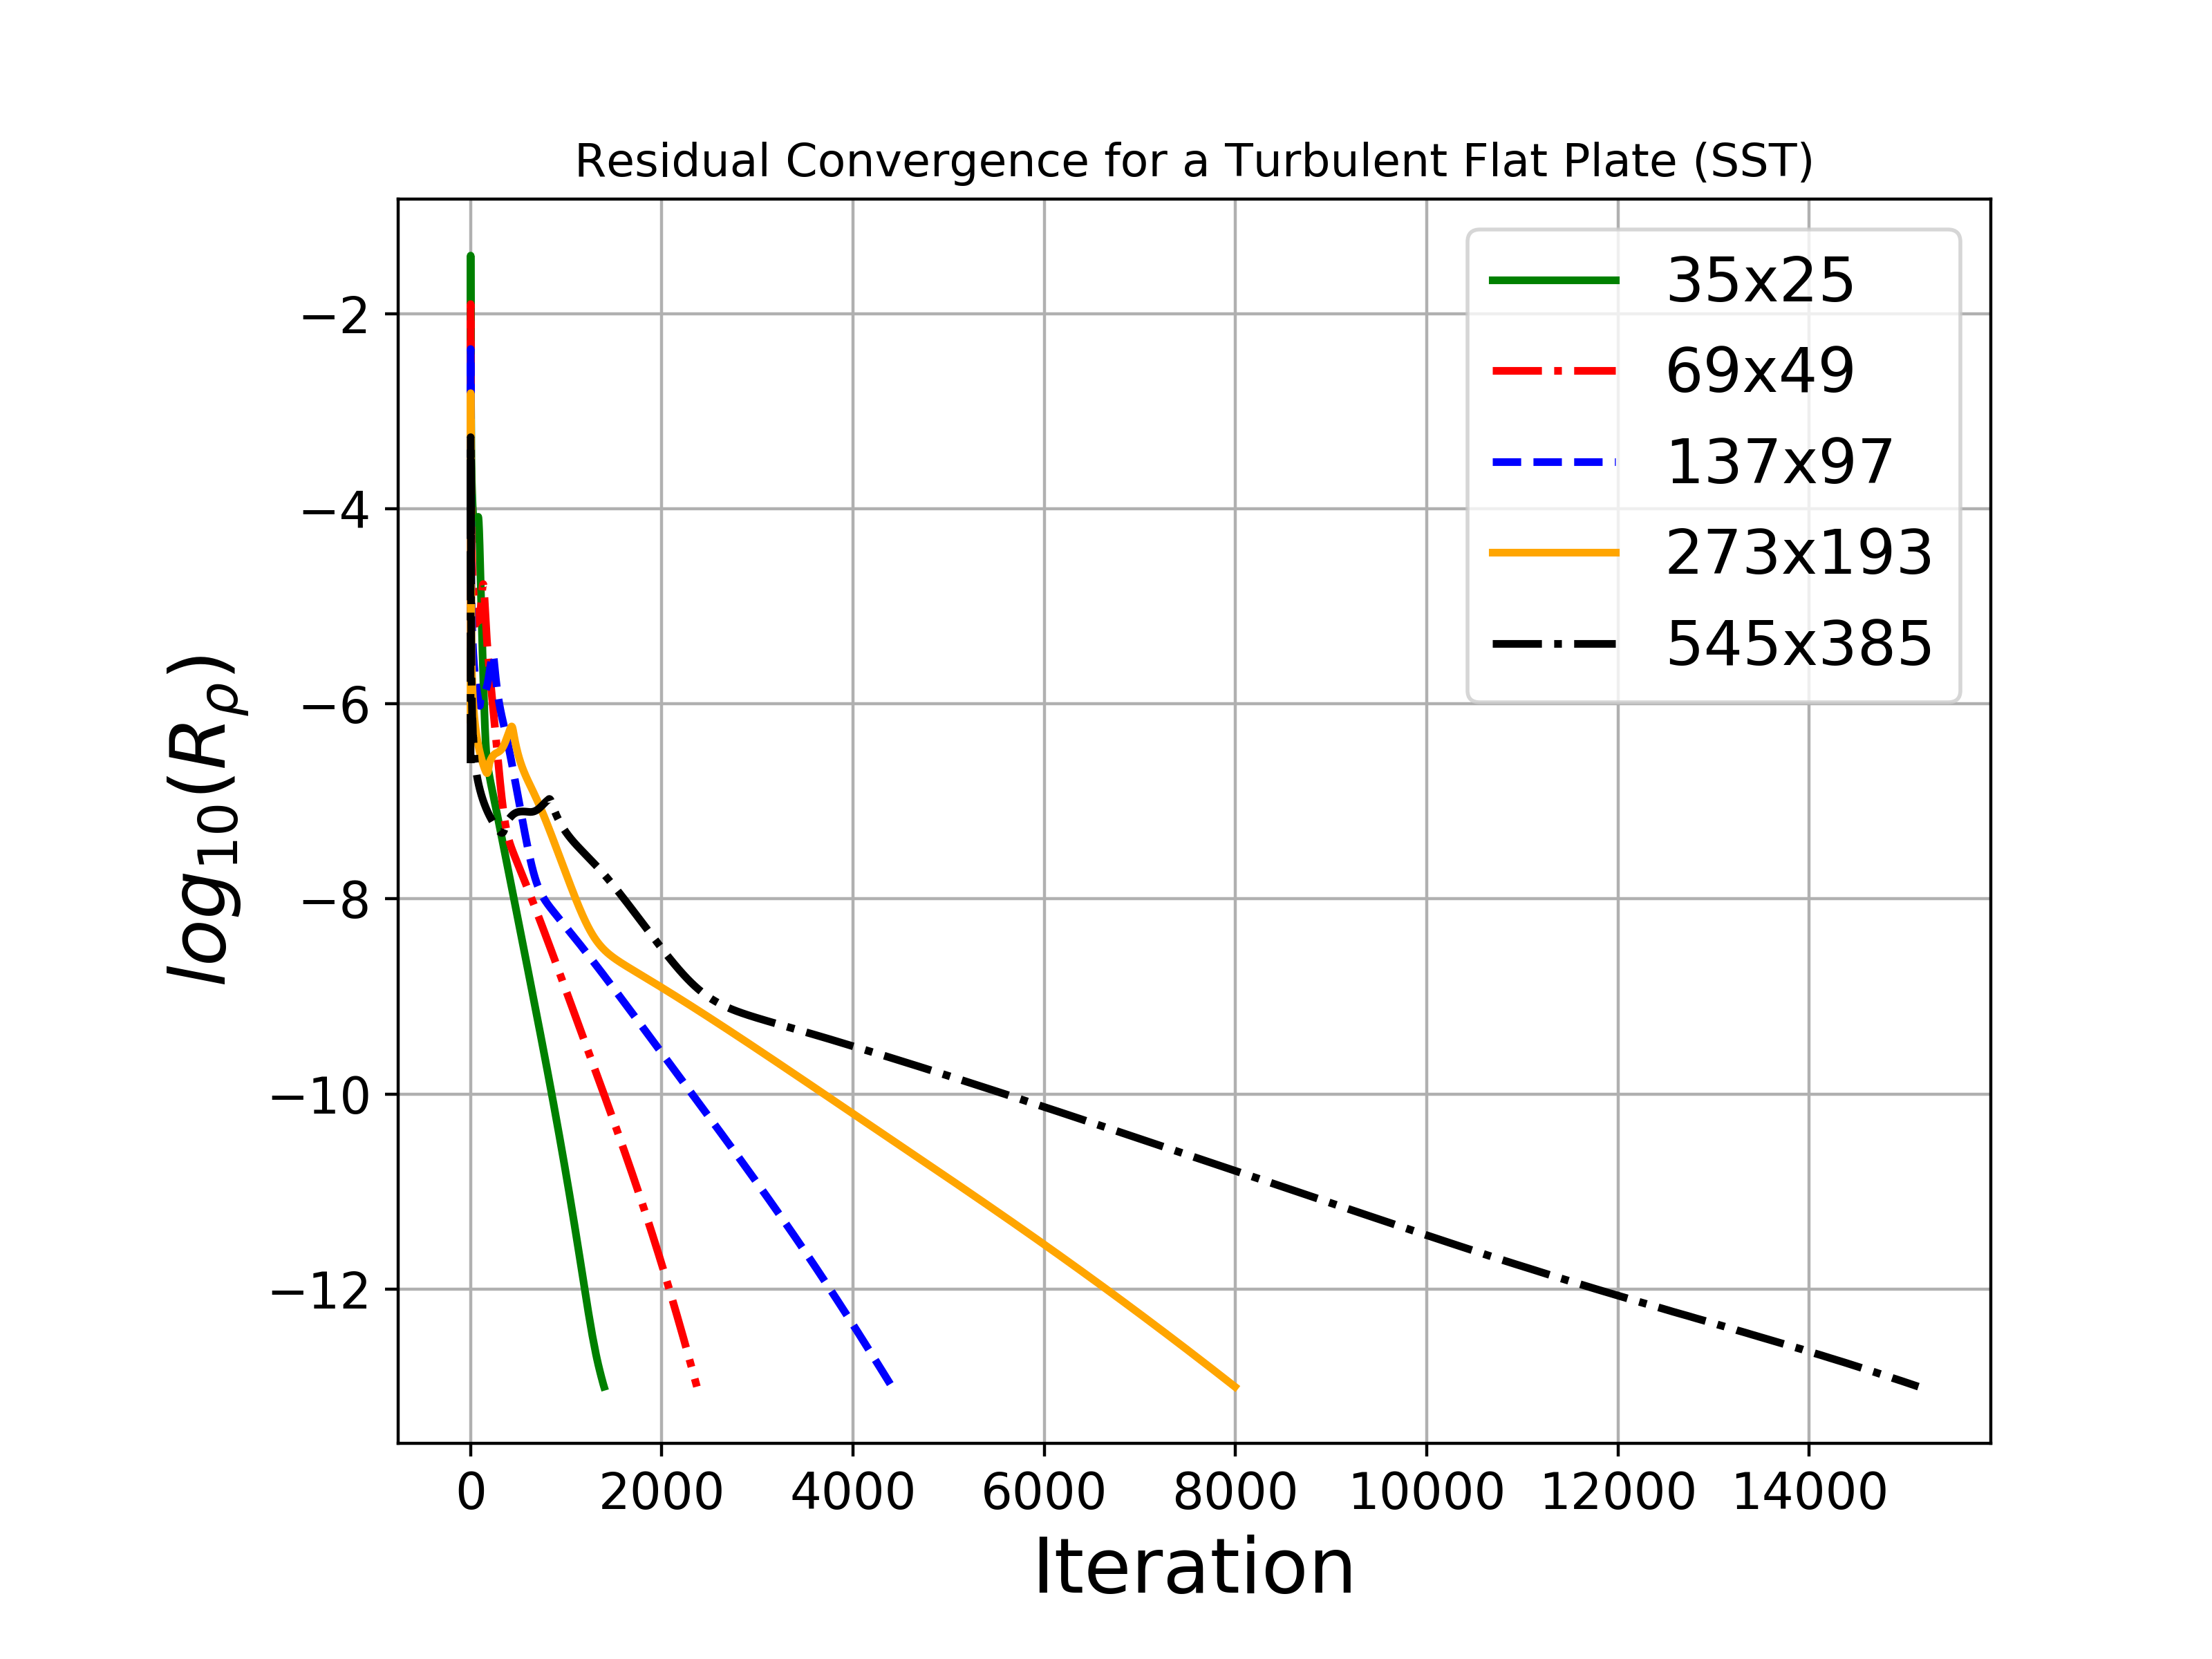 Residual Convergence for a Turbulent Flat Plate (SST)
35x25
69x49
137x97
273x193
545x385
−2
−4
−6
−8
−10
−12
log₁₀(Rᵨ)
0 2000 4000 6000 8000 10000 12000 14000
Iteration